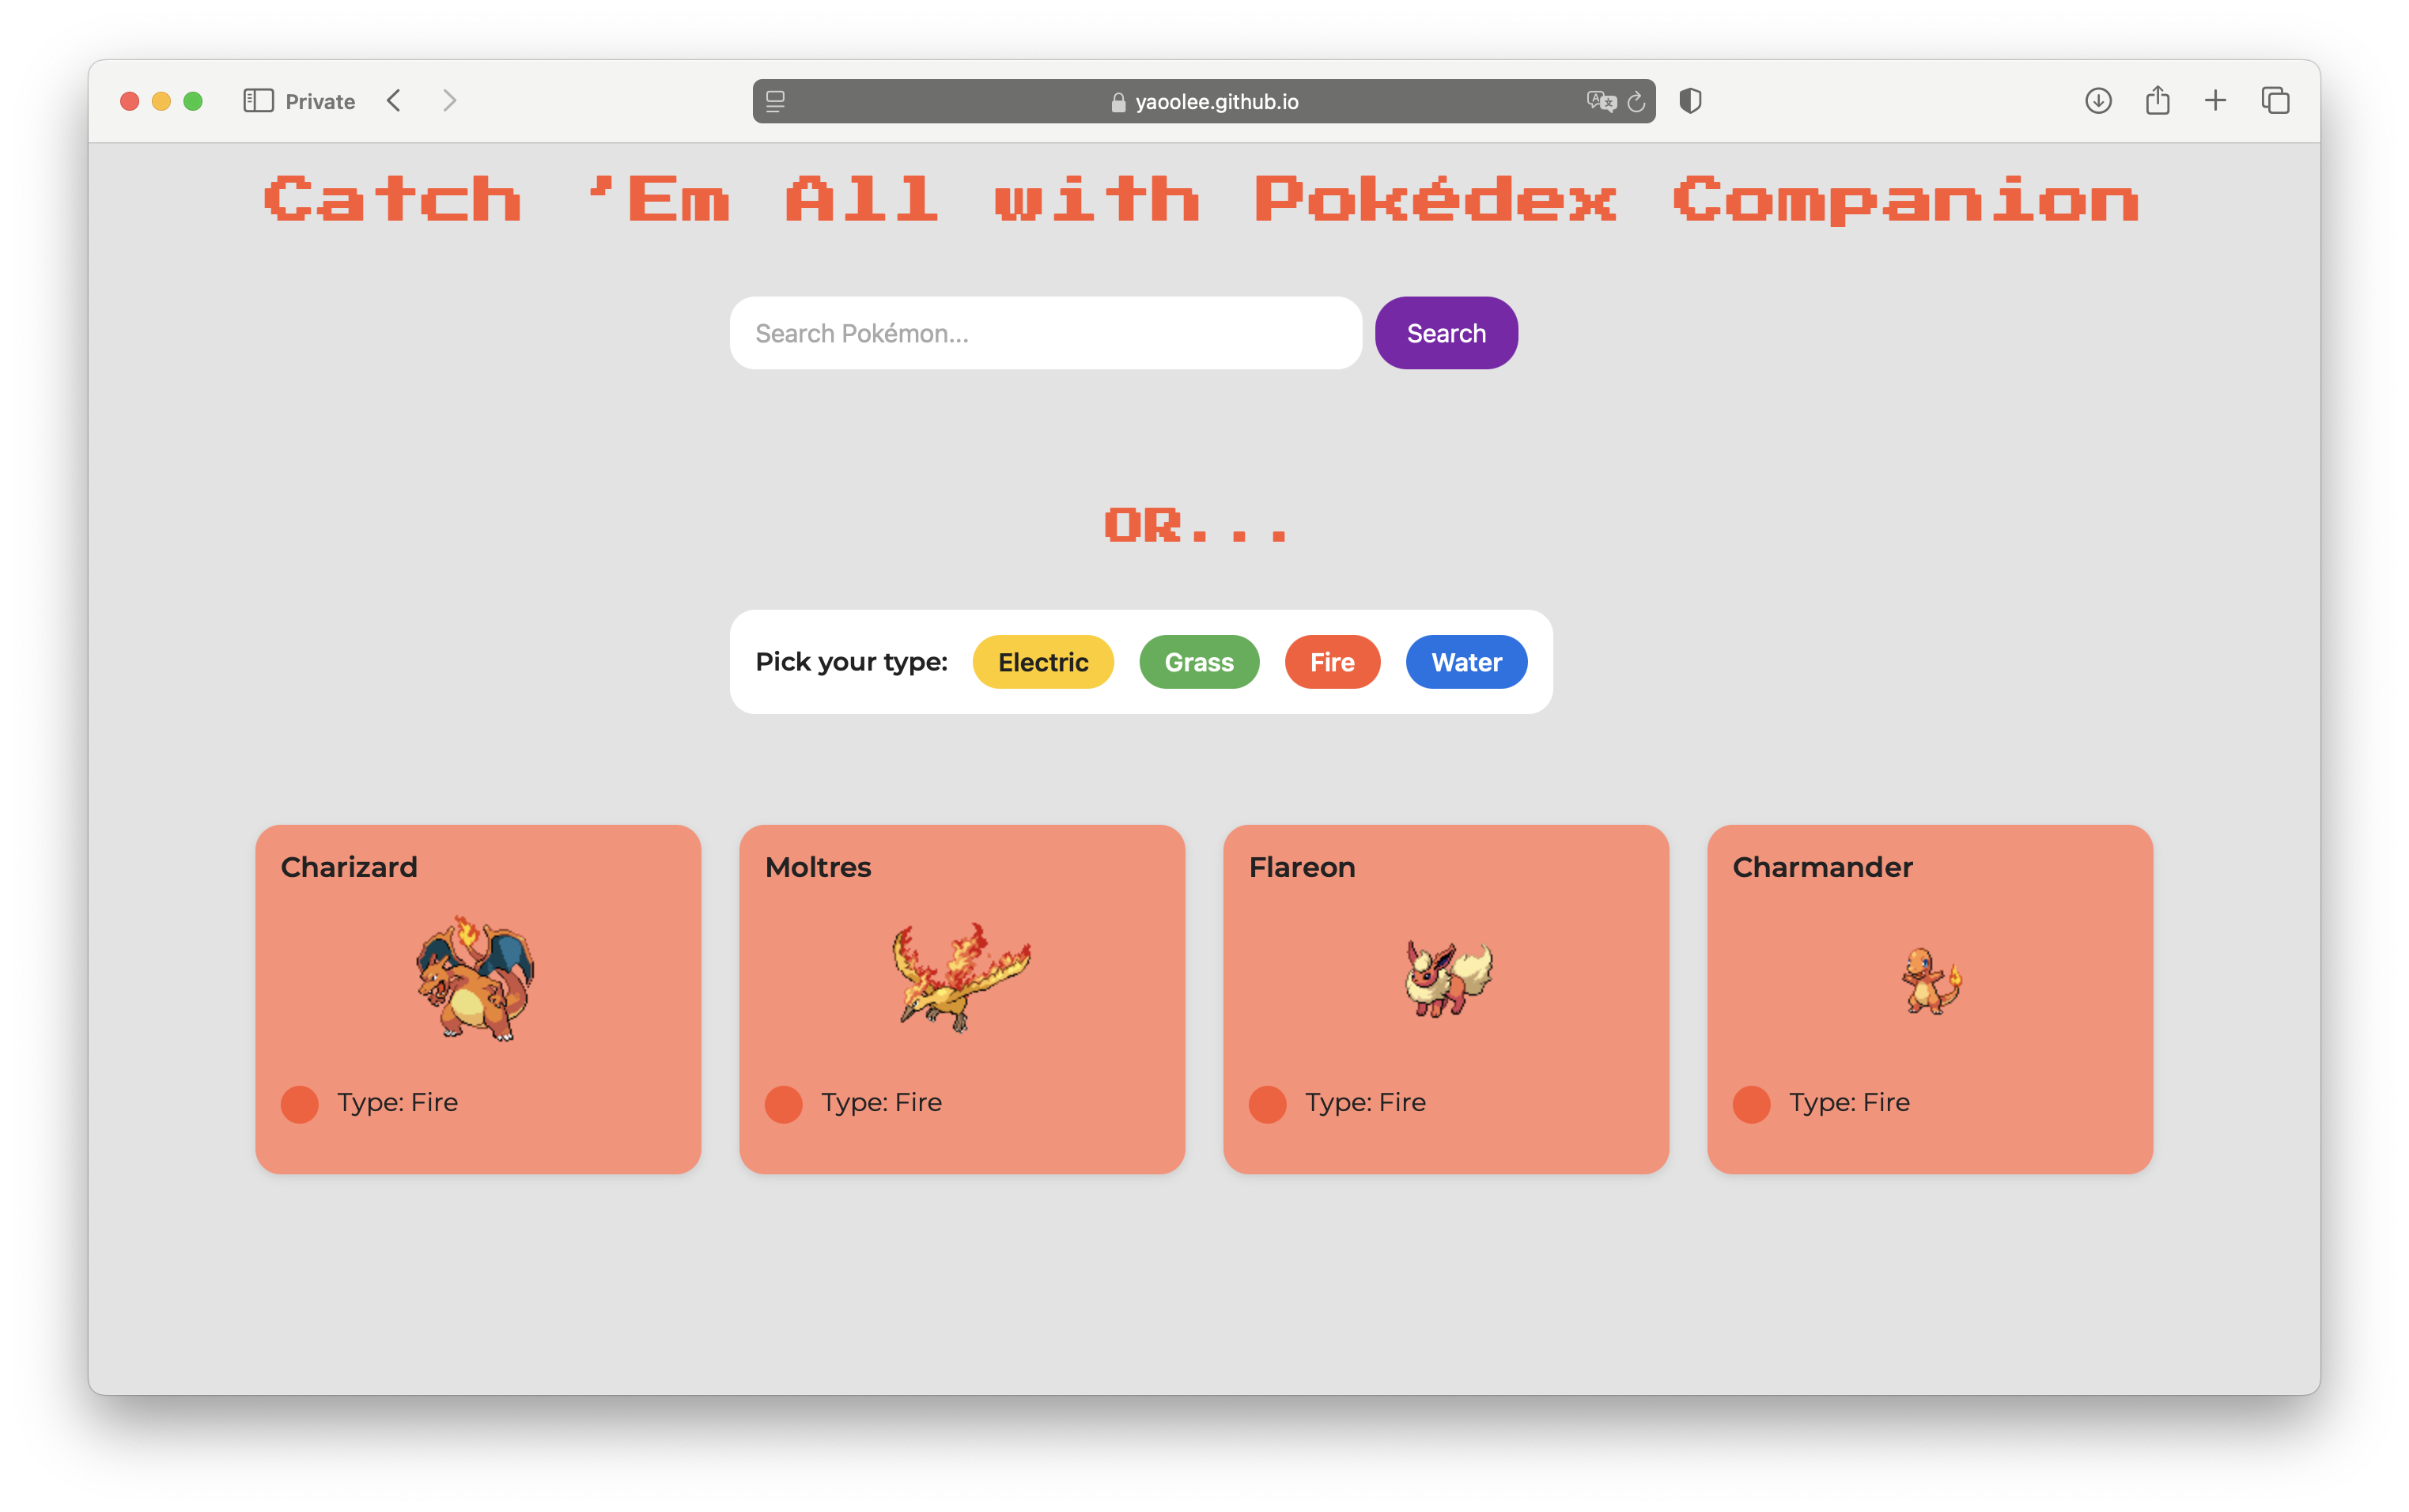 Private
yaoolee.github.io
Catch 'Em All with Pokédex Companion
Search Pokémon...
Search
OR...
Pick your type: Electric Grass Fire Water
Charizard
Type: Fire
Moltres
Type: Fire
Flareon
Type: Fire
Charmander
Type: Fire